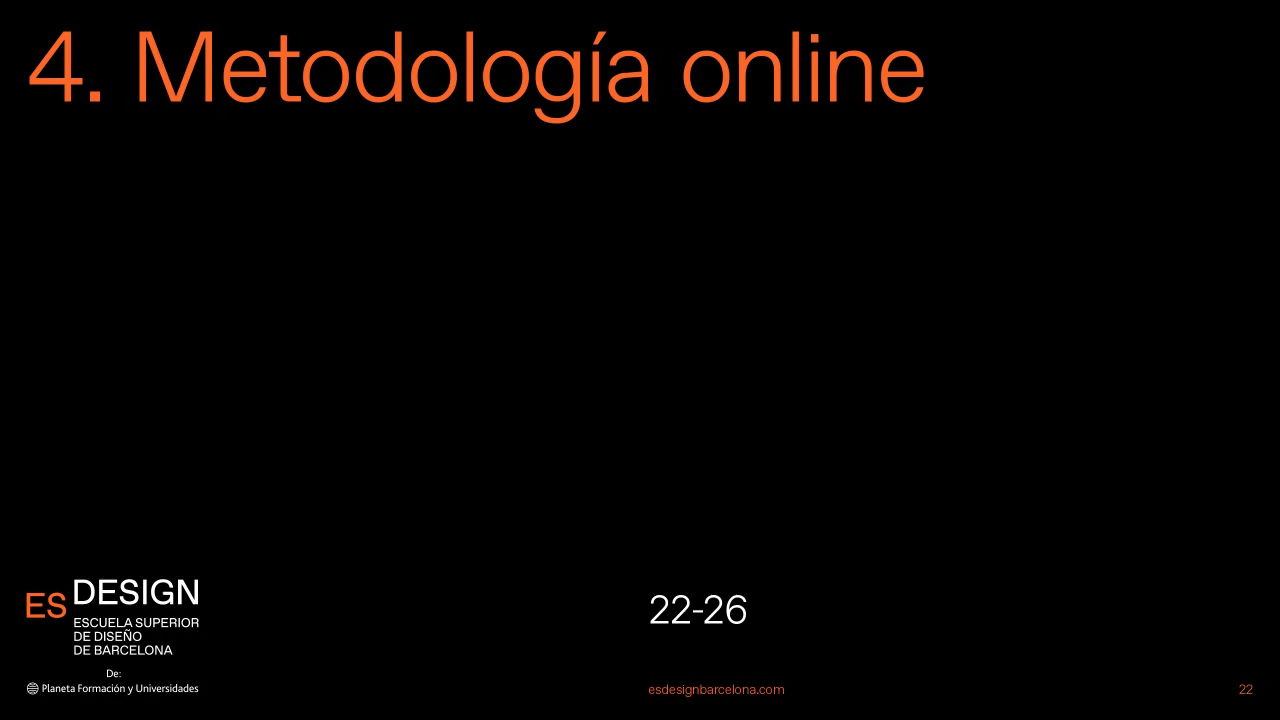 4. Metodología online
ES DESIGN
ESCUELA SUPERIOR
DE DISEÑO
DE BARCELONA
De:
Planeta Formación y Universidades
22-26
esdesignbarcelona.com
22